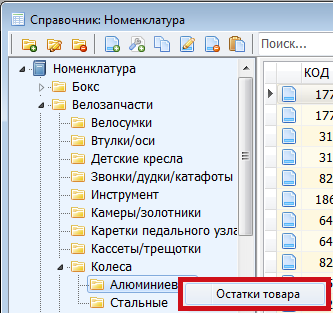 Справочник: Номенклатура
Поиск...
Номенклатура
Бокс
Велозапчасти
Велосумки
Втулки/оси
Детские кресла
Звонки/дудки/катафоты
Инструмент
Камеры/золотники
Каретки педального узла
Кассеты/трещотки
Колеса
Алюминиев
Стальные
КОД
177
177
31
31
82
186
64
64
82
82
Остатки товара